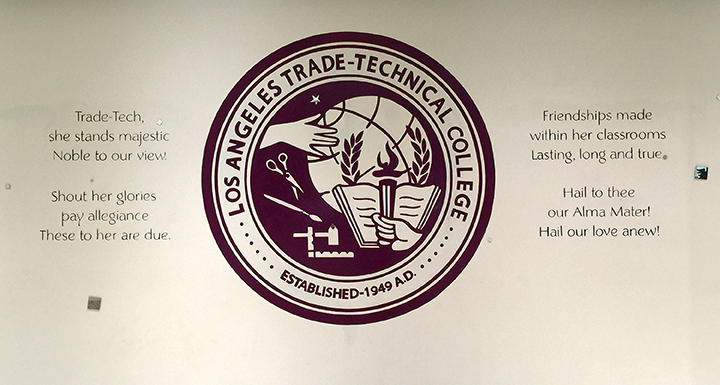 Trade-Tech,
she stands majestic
Noble to our view!
Shout her glories
pay allegiance
These to her are due.
LOS ANGELES TRADE-TECHNICAL COLLEGE
ESTABLISHED-1949 A.D.
Friendships made
within her classrooms
Lasting, long and true.
Hail to thee
our Alma Mater!
Hail our love anew!